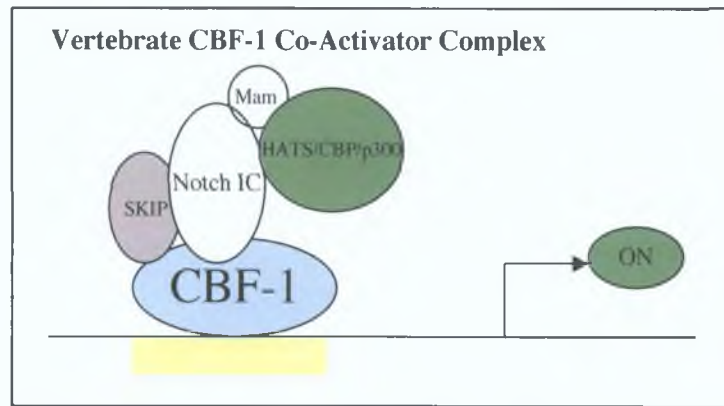 Vertebrate CBF-1 Co-Activator Complex
Mam
HATS/CBP/p300
Notch IC
SKIP
ON
CBF-1